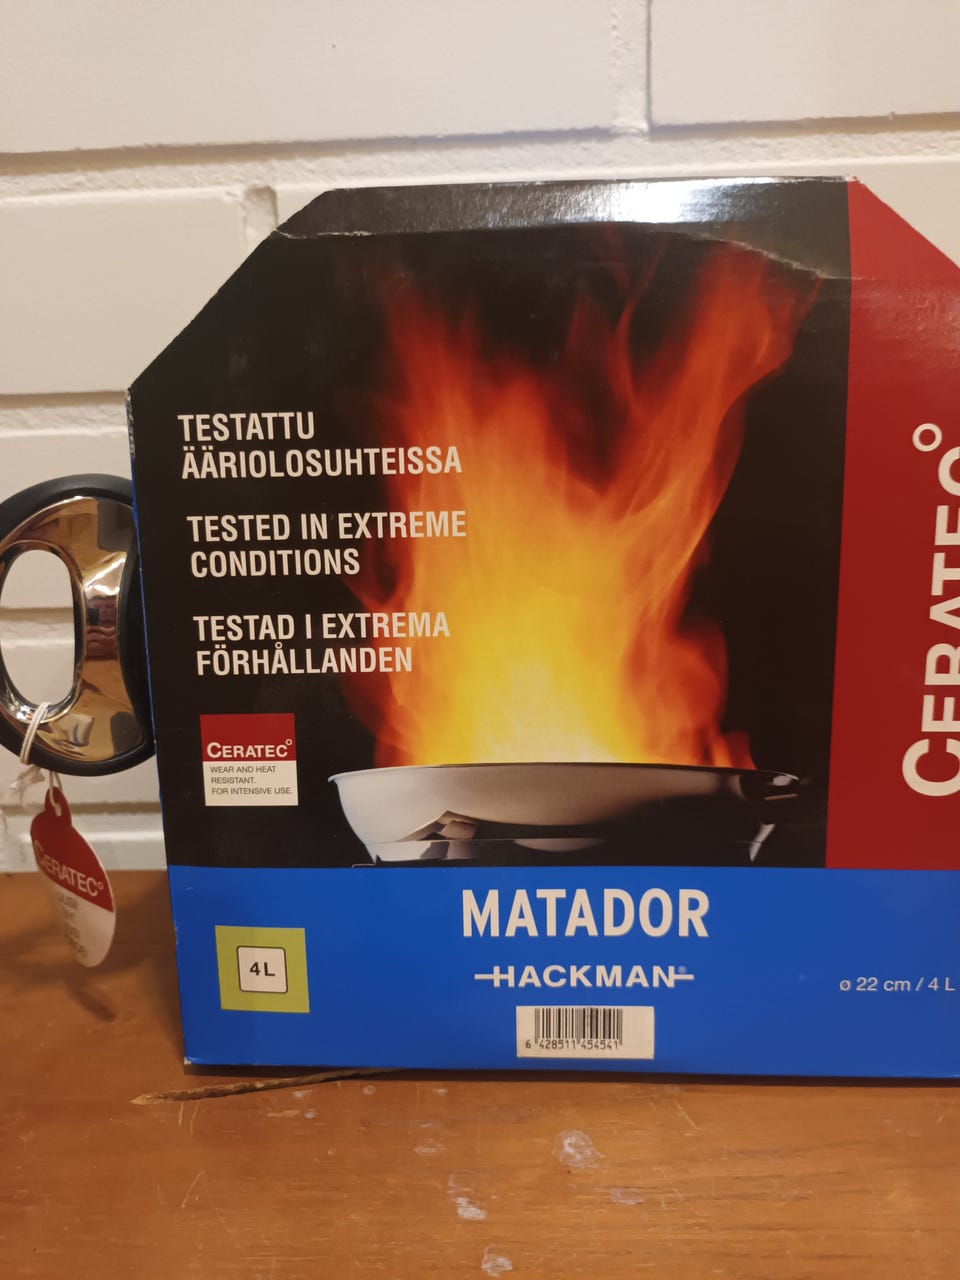 TESTATTU
ÄÄRIOLOSUHTEISSA
TESTED IN EXTREME
CONDITIONS
TESTAD I EXTREMA
FÖRHÅLLANDEN
CERATEC°
WEAR AND HEAT
RESISTANT.
FOR INTENSIVE USE.
CERATEC°
CERATEC°
MATADOR
HACKMAN®
4L
ø 22 cm / 4 L
6 428511 454541